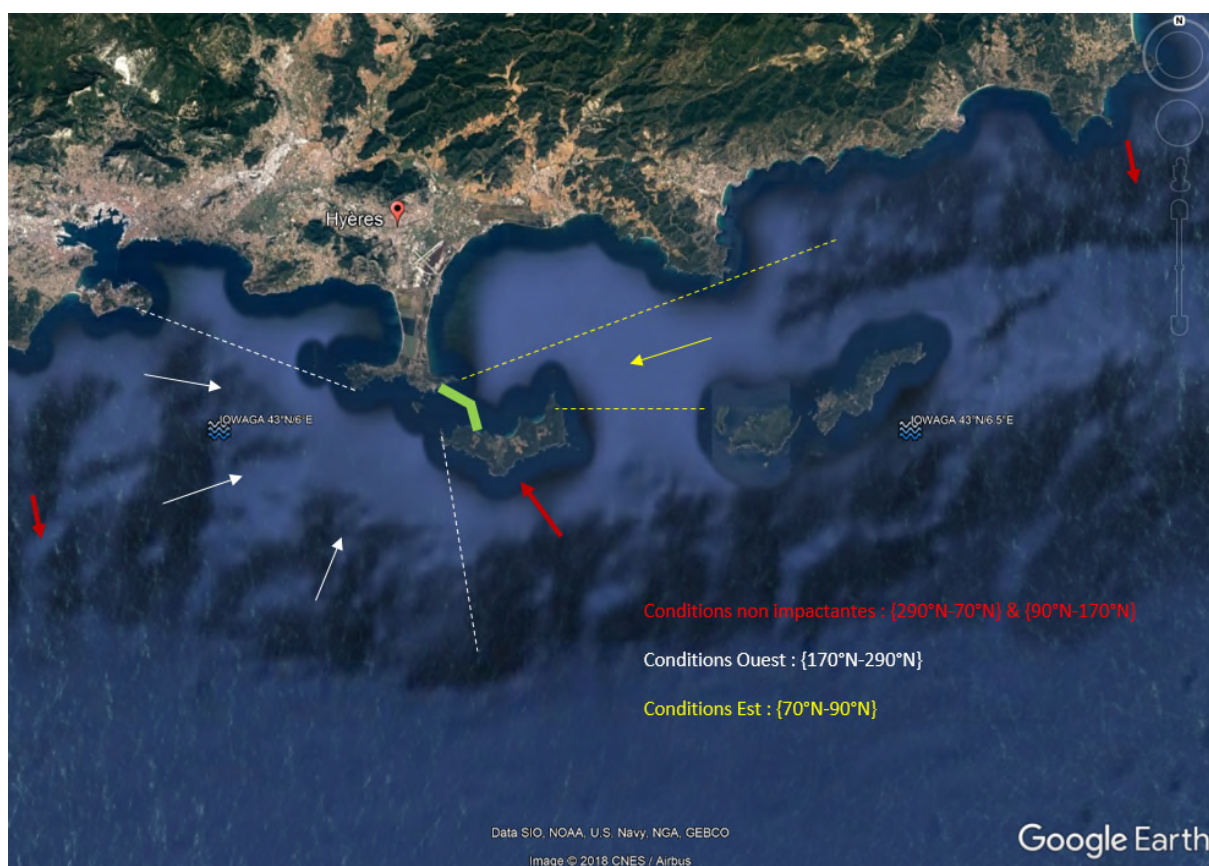 N
Hyères
IOWAGA 43°N/6°E
IOWAGA 43°N/6.5°E
Conditions non impactantes : {290°N-70°N} & {90°N-170°N}
Conditions Ouest : {170°N-290°N}
Conditions Est : {70°N-90°N}
Data SIO, NOAA, U.S. Navy, NGA, GEBCO
Image © 2018 CNES / Airbus
Google Earth